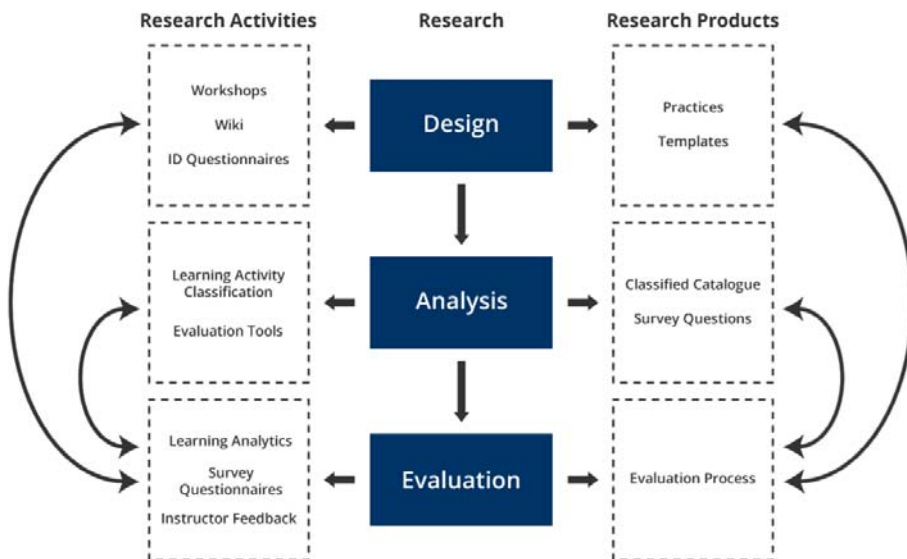 Research Activities
Research
Research Products
Workshops
Wiki
ID Questionnaires
Design
Practices
Templates
Learning Activity
Classification
Evaluation Tools
Analysis
Classified Catalogue
Survey Questions
Learning Analytics
Survey
Questionnaires
Instructor Feedback
Evaluation
Evaluation Process